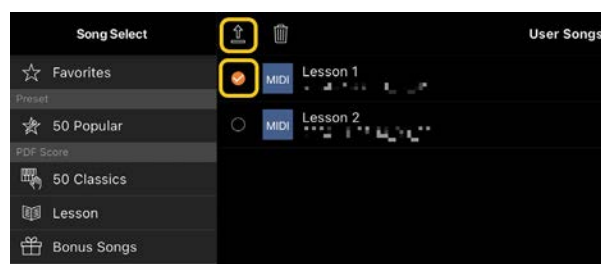 Song Select
User Songs
Favorites
Preset
50 Popular
PDF Score
50 Classics
Lesson
Bonus Songs
MIDI Lesson 1
MIDI Lesson 2